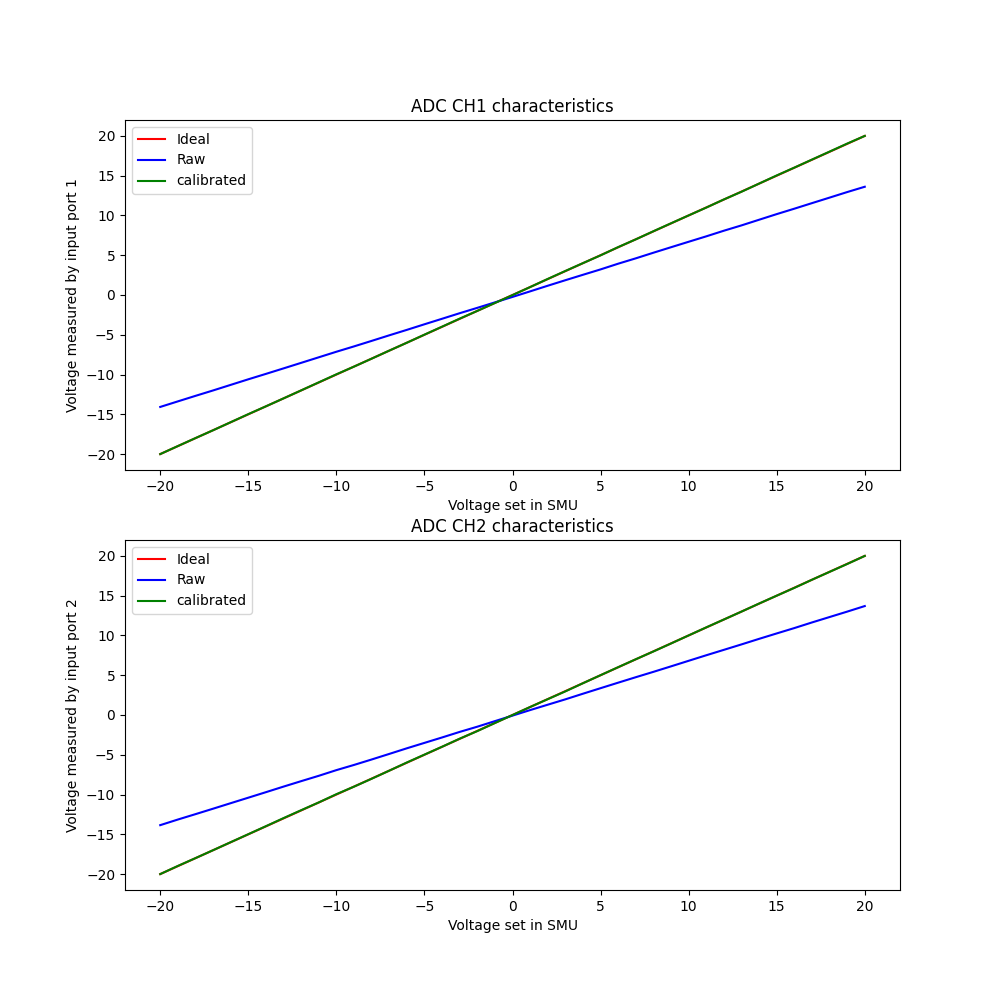 ADC CH1 characteristics
Ideal
Raw
calibrated
Voltage measured by input port 1
20
15
10
5
0
−5
−10
−15
−20
−20 −15 −10 −5 0 5 10 15 20
Voltage set in SMU
ADC CH2 characteristics
Ideal
Raw
calibrated
Voltage measured by input port 2
20
15
10
5
0
−5
−10
−15
−20
−20 −15 −10 −5 0 5 10 15 20
Voltage set in SMU